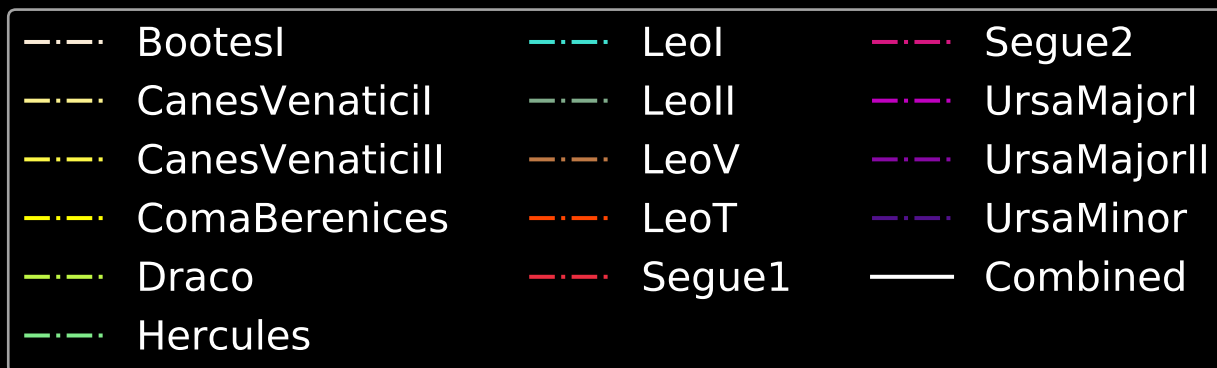 BootesI
CanesVenaticiI
CanesVenaticiII
ComaBerenices
Draco
Hercules
LeoI
LeoII
LeoV
LeoT
Segue1
Segue2
UrsaMajorI
UrsaMajorII
UrsaMinor
Combined